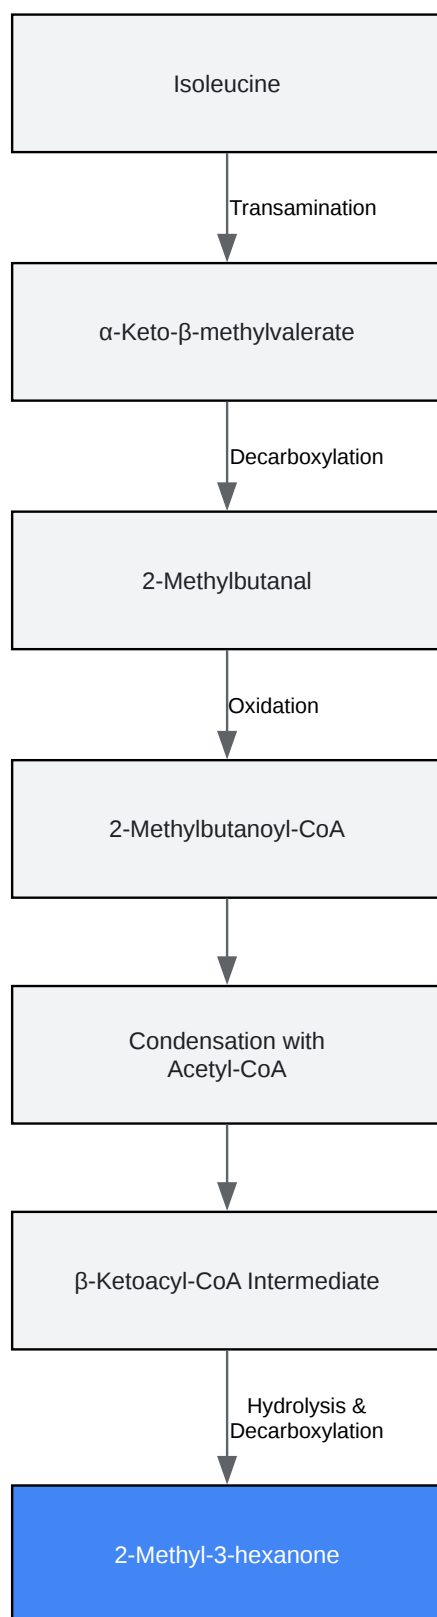 Isoleucine
Transamination
α-Keto-β-methylvalerate
Decarboxylation
2-Methylbutanal
Oxidation
2-Methylbutanoyl-CoA
Condensation with
Acetyl-CoA
β-Ketoacyl-CoA Intermediate
Hydrolysis &
Decarboxylation
2-Methyl-3-hexanone